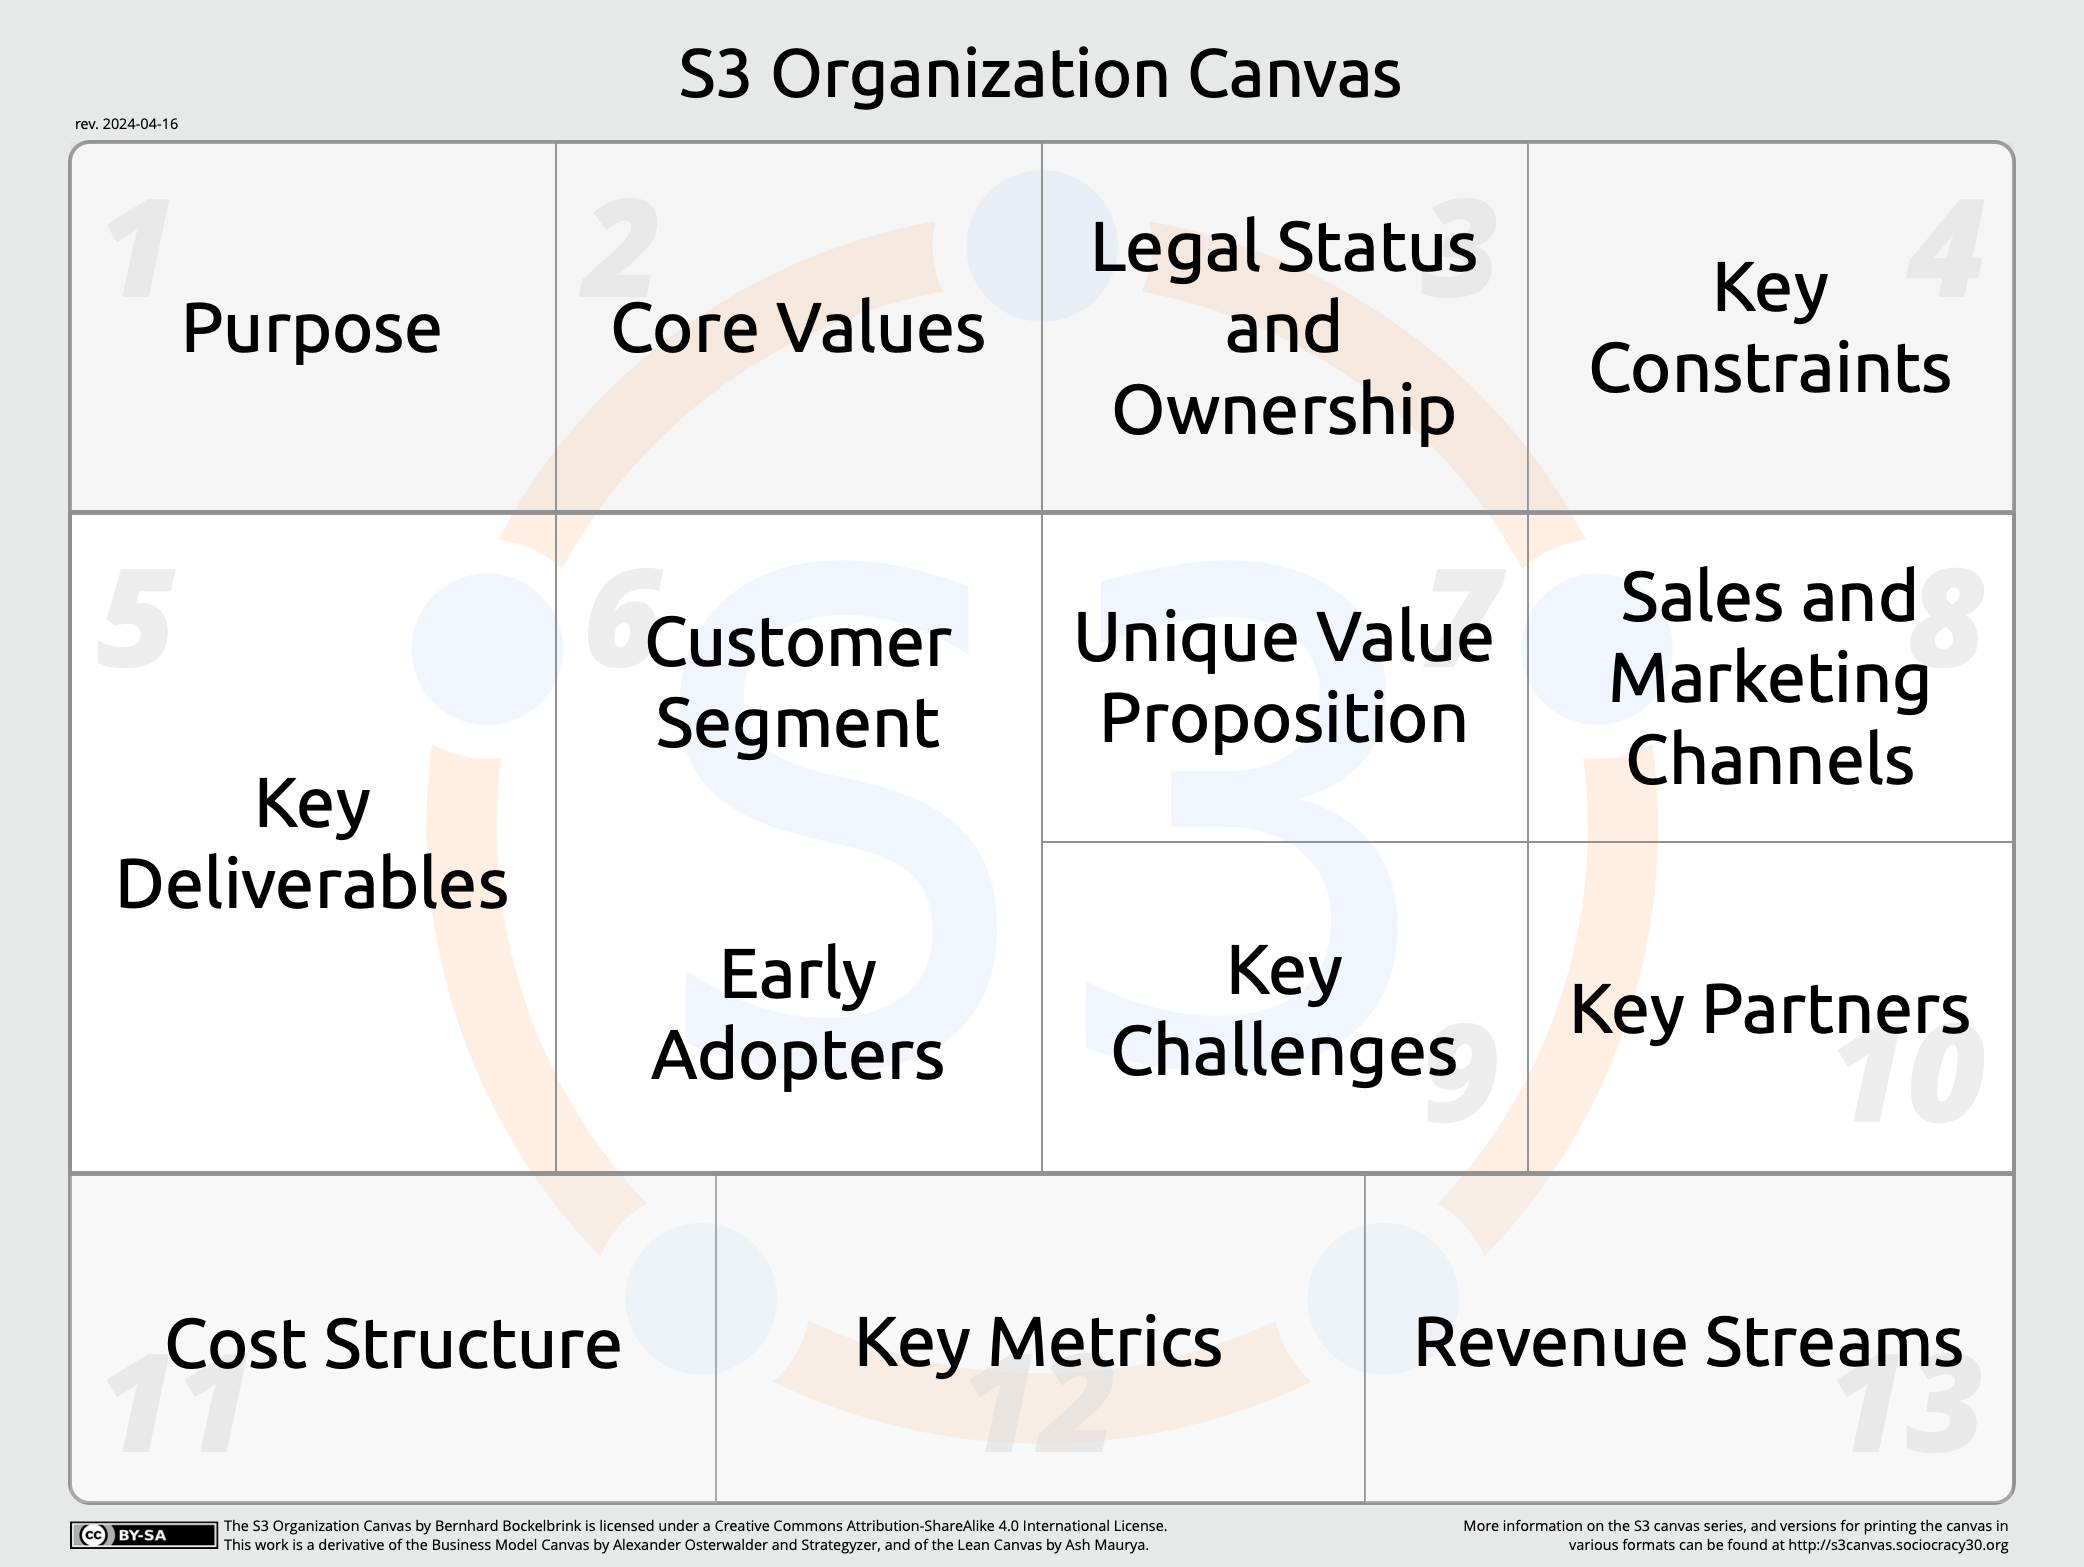 S3 Organization Canvas
rev. 2024-04-16
1
Purpose
2
Core Values
3
Legal Status
and
Ownership
4
Key
Constraints
5
Key
Deliverables
6
Customer
Segment
Early
Adopters
7
Unique Value
Proposition
8
Sales and
Marketing
Channels
Key
Challenges
9
Key Partners
10
Cost Structure
11
Key Metrics
12
Revenue Streams
13
S3
cc BY-SA
The S3 Organization Canvas by Bernhard Bockelbrink is licensed under a Creative Commons Attribution-ShareAlike 4.0 International License.
This work is a derivative of the Business Model Canvas by Alexander Osterwalder and Strategyzer, and of the Lean Canvas by Ash Maurya.
More information on the S3 canvas series, and versions for printing the canvas in
various formats can be found at http://s3canvas.sociocracy30.org